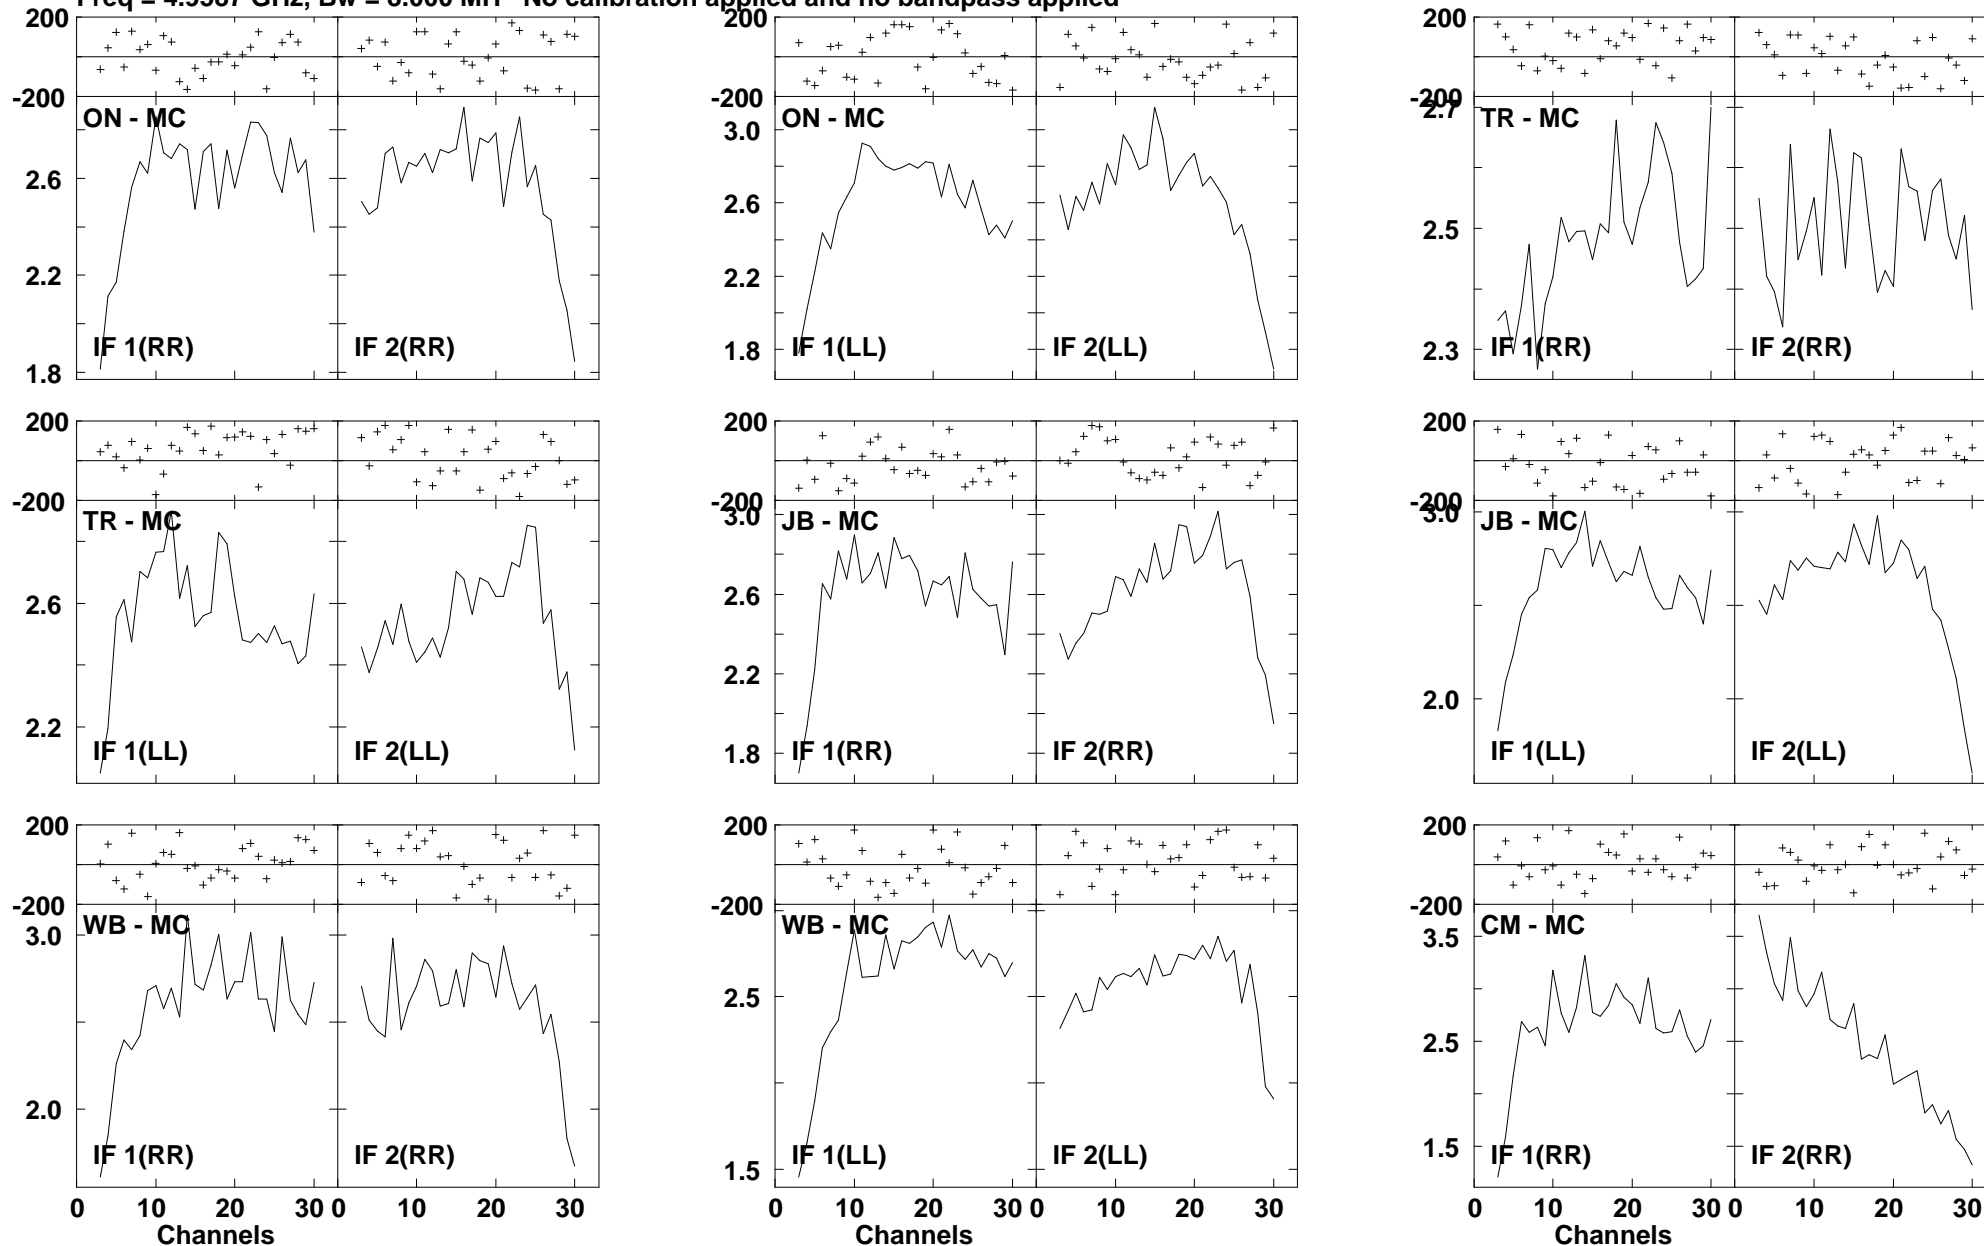 No calibration applied and no bandpass applied
200 200 200
-200 -200 -200
ON - MC ON - MC TR - MC
2.6 3.0 2.7
2.2 2.6 2.5
1.8 2.2 2.3
1.8
IF 1(RR) IF 2(RR) IF 1(LL) IF 2(LL) IF 1(RR) IF 2(RR)
200 200 200
-200 -200 -200
TR - MC JB - MC JB - MC
2.6 3.0 3.0
2.2 2.6 2.0
2.2
1.8
IF 1(LL) IF 2(LL) IF 1(RR) IF 2(RR) IF 1(LL) IF 2(LL)
200 200 200
-200 -200 -200
WB - MC WB - MC CM - MC
3.0 2.5 3.5
2.0 1.5 2.5
1.5
IF 1(RR) IF 2(RR) IF 1(LL) IF 2(LL) IF 1(RR) IF 2(RR)
0 10 20 30 0 10 20 30 0 10 20 30 0 10 20 30 0 10 20 30 0 10 20 30
Channels Channels Channels